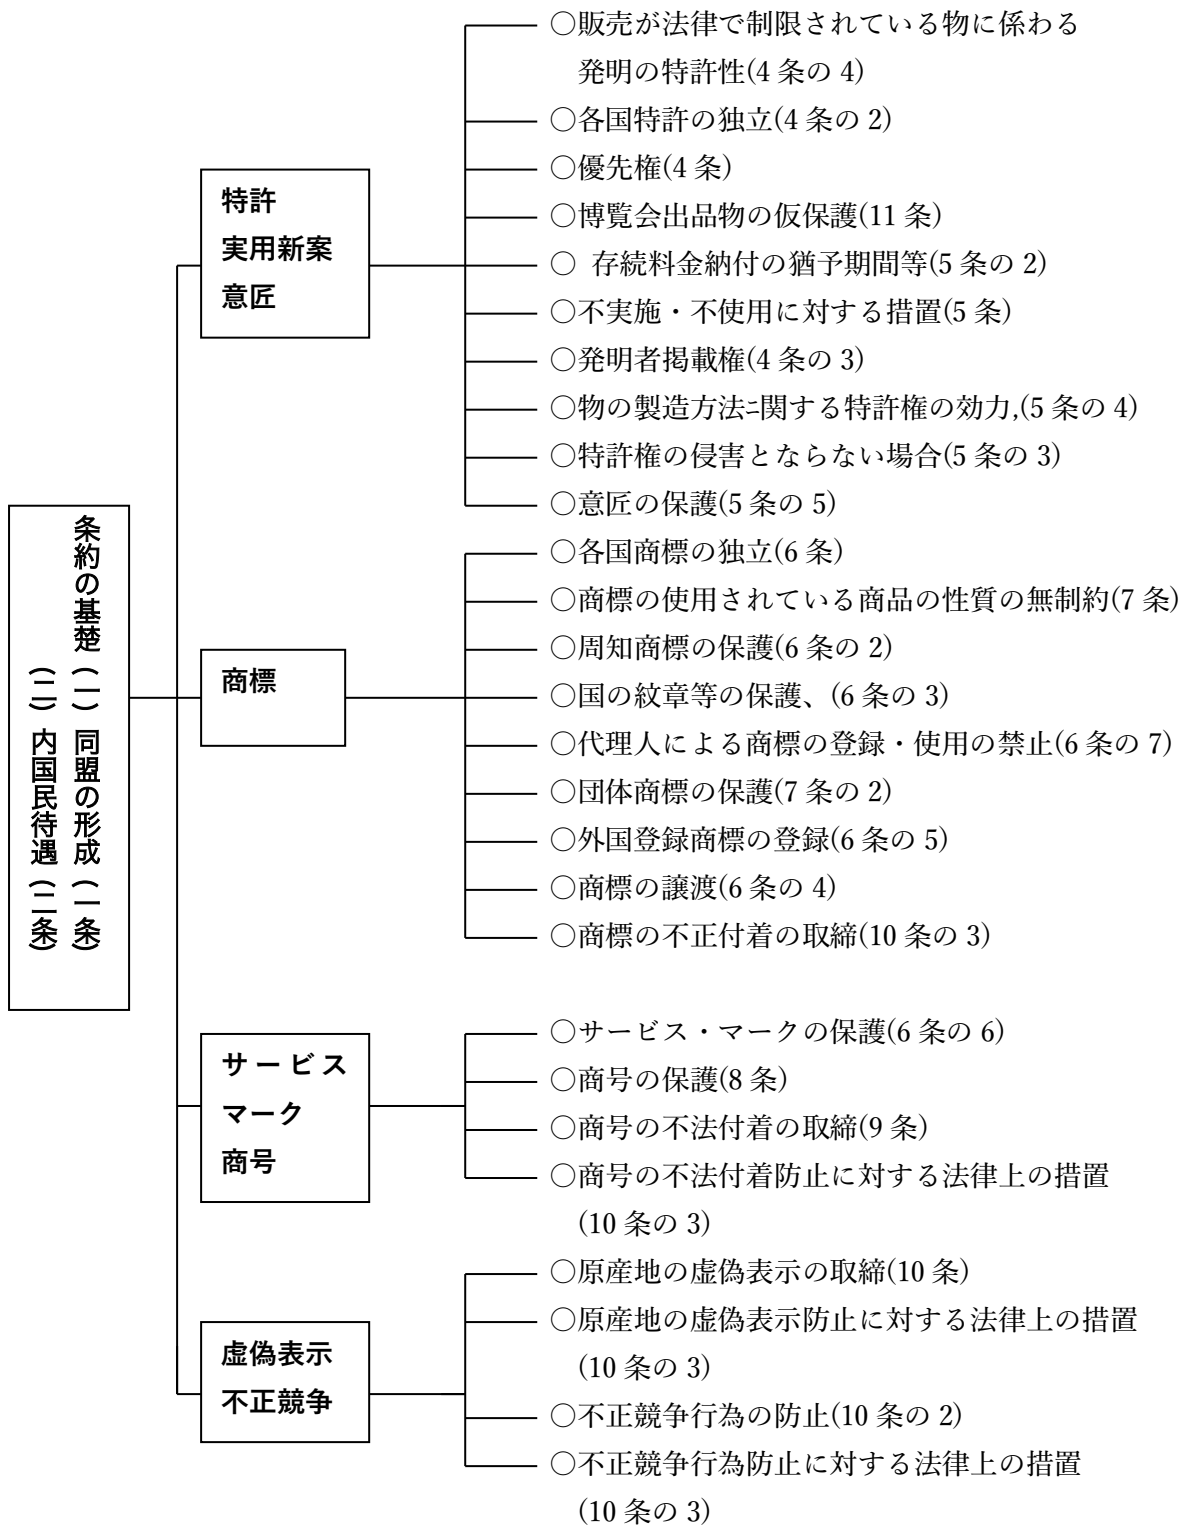 条約の基楚(一)同盟の形成(一条)
(二)内国民待遇(二条)
特許
実用新案
意匠
○販売が法律で制限されている物に係わる
発明の特許性(4 条の 4)
○各国特許の独立(4 条の 2)
○優先権(4 条)
○博覧会出品物の仮保護(11 条)
○ 存続料金納付の猶予期間等(5 条の 2)
○不実施・不使用に対する措置(5 条)
○発明者掲載権(4 条の 3)
○物の製造方法ﾆ関する特許権の効力,(5 条の 4)
○特許権の侵害とならない場合(5 条の 3)
○意匠の保護(5 条の 5)
商標
○各国商標の独立(6 条)
○商標の使用されている商品の性質の無制約(7 条)
○周知商標の保護(6 条の 2)
○国の紋章等の保護、(6 条の 3)
○代理人による商標の登録・使用の禁止(6 条の 7)
○団体商標の保護(7 条の 2)
○外国登録商標の登録(6 条の 5)
○商標の譲渡(6 条の 4)
○商標の不正付着の取締(10 条の 3)
サービス
マーク
商号
○サービス・マークの保護(6 条の 6)
○商号の保護(8 条)
○商号の不法付着の取締(9 条)
○商号の不法付着防止に対する法律上の措置
(10 条の 3)
虚偽表示
不正競争
○原産地の虚偽表示の取締(10 条)
○原産地の虚偽表示防止に対する法律上の措置
(10 条の 3)
○不正競争行為の防止(10 条の 2)
○不正競争行為防止に対する法律上の措置
(10 条の 3)